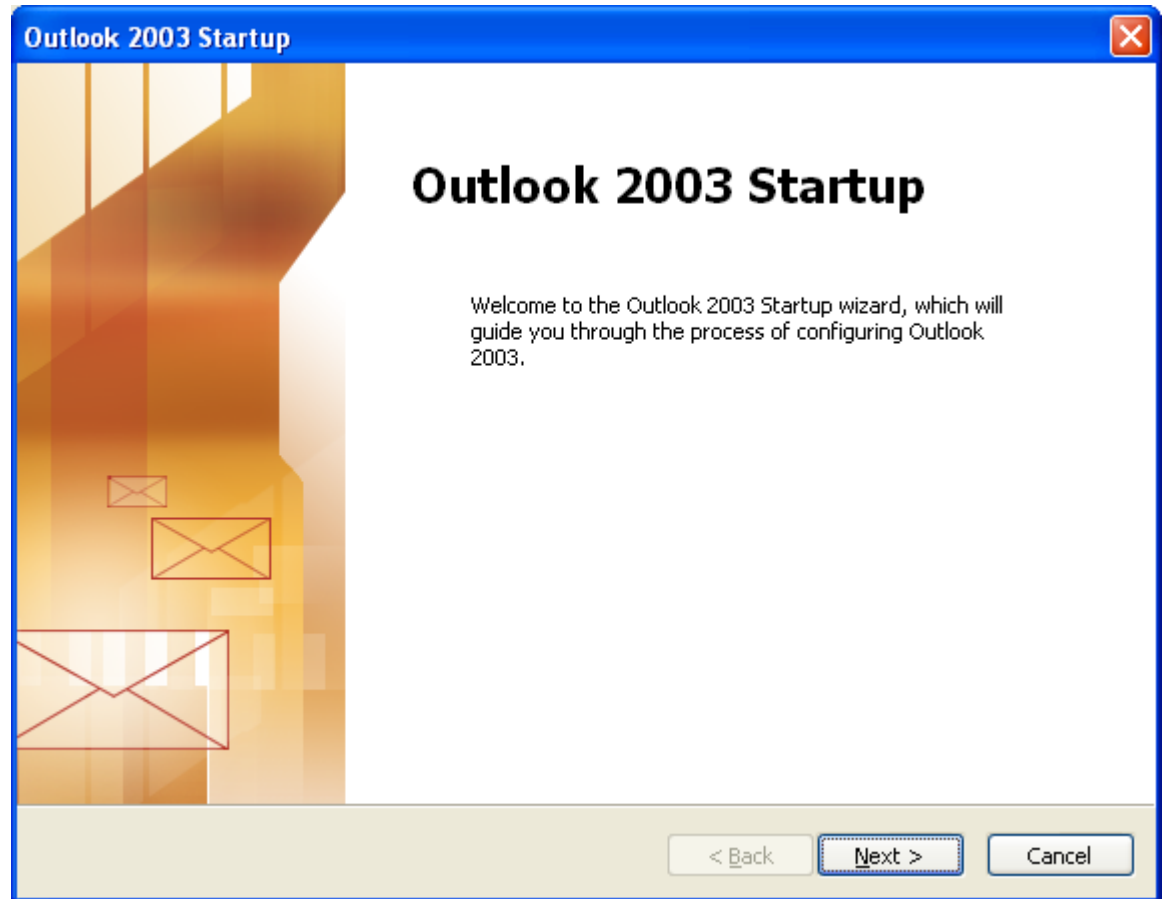 Outlook 2003 Startup
Outlook 2003 Startup
Welcome to the Outlook 2003 Startup wizard, which will
guide you through the process of configuring Outlook
2003.
< Back Next > Cancel